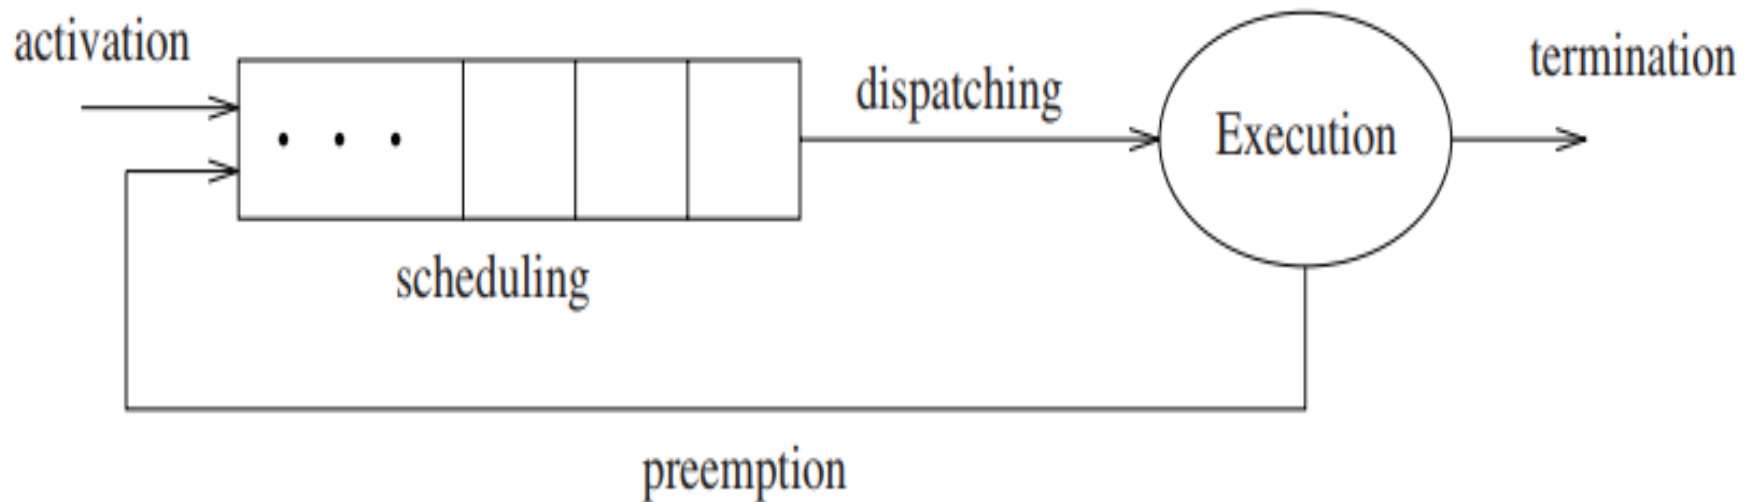 activation
termination
dispatching
Execution
scheduling
preemption